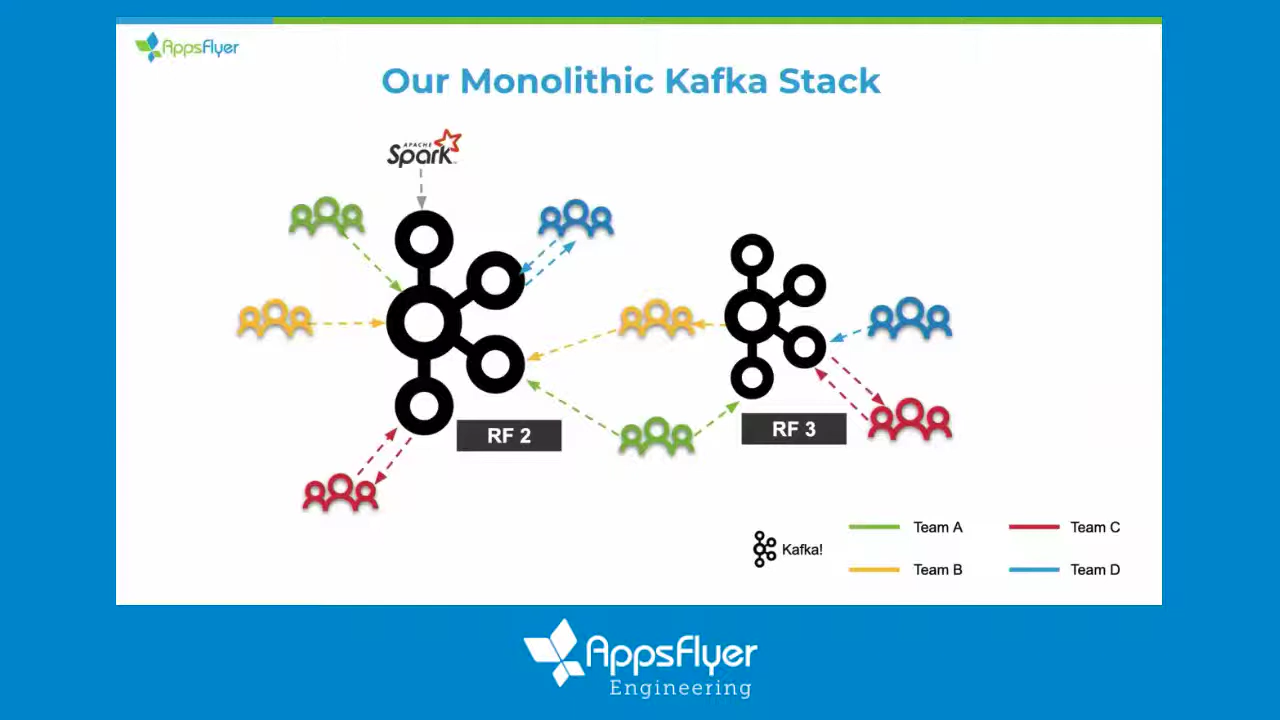 AppsFlyer
Our Monolithic Kafka Stack
APACHE
Spark
RF 2
RF 3
Kafka!
Team A
Team C
Team B
Team D
AppsFlyer
Engineering